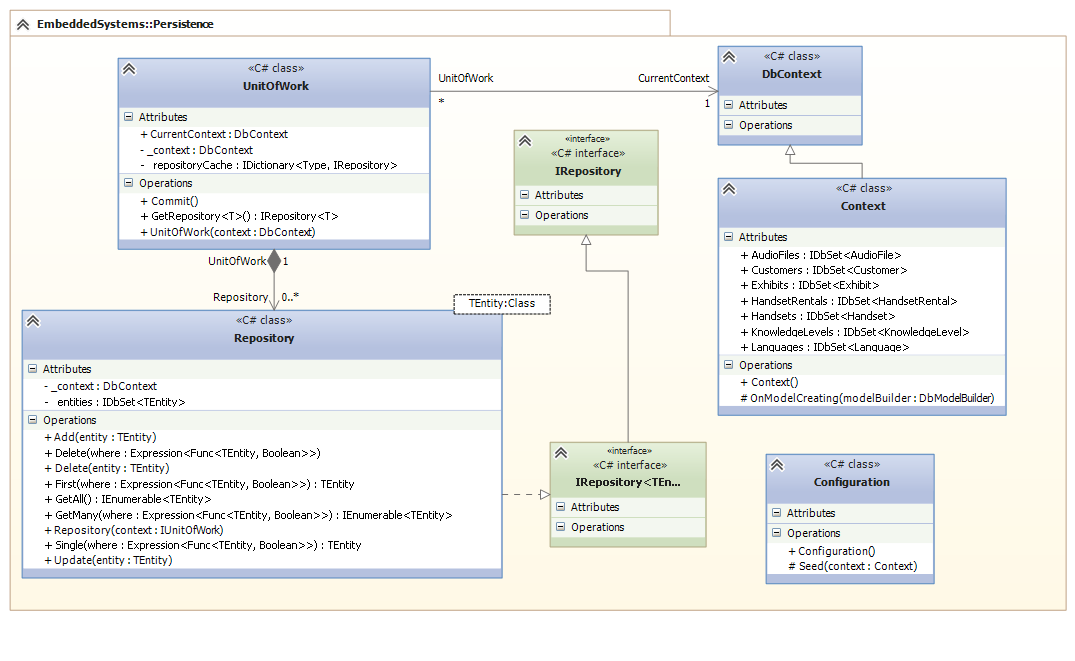 EmbeddedSystems::Persistence
«C# class»
UnitOfWork
Attributes
+ CurrentContext : DbContext
- _context : DbContext
- repositoryCache : IDictionary<Type, IRepository>
Operations
+ Commit()
+ GetRepository<T>() : IRepository<T>
+ UnitOfWork(context : DbContext)
UnitOfWork
CurrentContext
*
1
«C# class»
DbContext
Attributes
Operations
«interface»
«C# interface»
IRepository
Attributes
Operations
«C# class»
Context
Attributes
+ AudioFiles : IDbSet<AudioFile>
+ Customers : IDbSet<Customer>
+ Exhibits : IDbSet<Exhibit>
+ HandsetRentals : IDbSet<HandsetRental>
+ Handsets : IDbSet<Handset>
+ KnowledgeLevels : IDbSet<KnowledgeLevel>
+ Languages : IDbSet<Language>
Operations
+ Context()
# OnModelCreating(modelBuilder : DbModelBuilder)
UnitOfWork
1
Repository
0..*
TEntity:Class
«C# class»
Repository
Attributes
- _context : DbContext
- entities : IDbSet<TEntity>
Operations
+ Add(entity : TEntity)
+ Delete(where : Expression<Func<TEntity, Boolean>>)
+ Delete(entity : TEntity)
+ First(where : Expression<Func<TEntity, Boolean>>) : TEntity
+ GetAll() : IEnumerable<TEntity>
+ GetMany(where : Expression<Func<TEntity, Boolean>>) : IEnumerable<TEntity>
+ Repository(context : IUnitOfWork)
+ Single(where : Expression<Func<TEntity, Boolean>>) : TEntity
+ Update(entity : TEntity)
«interface»
«C# interface»
IRepository<TEn...
Attributes
Operations
«C# class»
Configuration
Attributes
Operations
+ Configuration()
# Seed(context : Context)